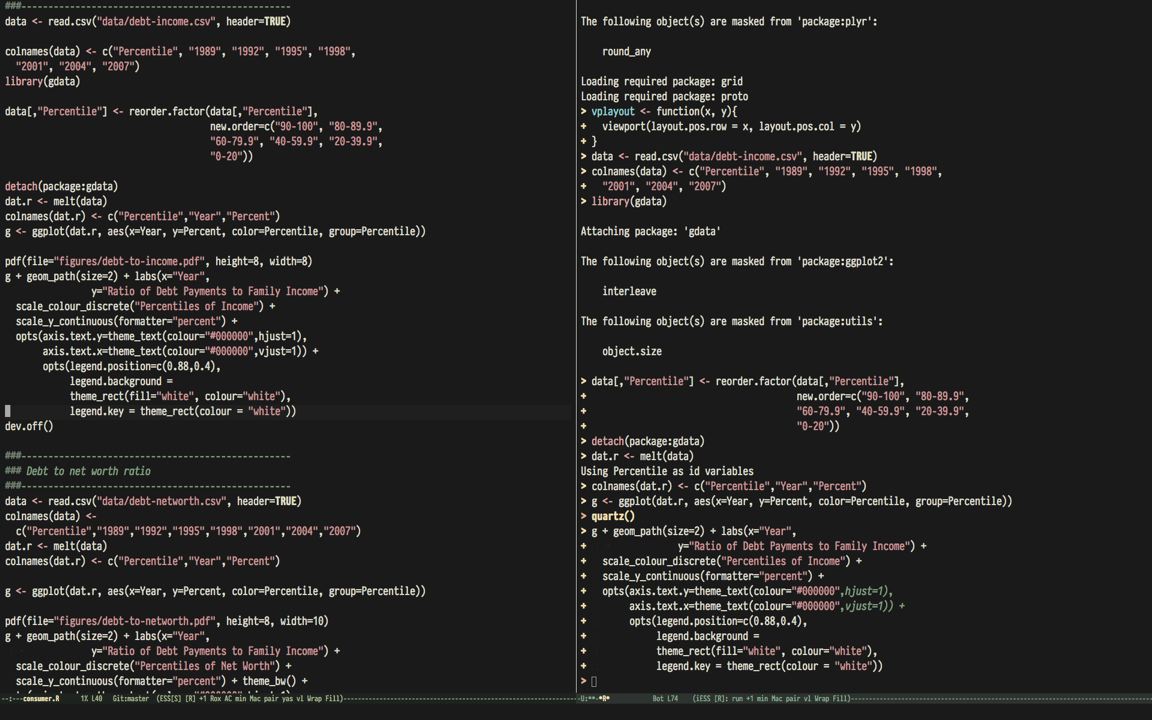 ###--------------------------------------------------
data <- read.csv("data/debt-income.csv", header=TRUE)
colnames(data) <- c("Percentile", "1989", "1992", "1995", "1998",
"2001", "2004", "2007")
library(gdata)
data[,"Percentile"] <- reorder.factor(data[,"Percentile"],
new.order=c("90-100", "80-89.9",
"60-79.9", "40-59.9", "20-39.9",
"0-20"))
detach(package:gdata)
dat.r <- melt(data)
colnames(dat.r) <- c("Percentile","Year","Percent")
g <- ggplot(dat.r, aes(x=Year, y=Percent, color=Percentile, group=Percentile))
pdf(file="figures/debt-to-income.pdf", height=8, width=8)
g + geom_path(size=2) + labs(x="Year",
y="Ratio of Debt Payments to Family Income") +
scale_colour_discrete("Percentiles of Income") +
scale_y_continuous(formatter="percent") +
opts(axis.text.y=theme_text(colour="#000000",hjust=1),
axis.text.x=theme_text(colour="#000000",vjust=1)) +
opts(legend.position=c(0.88,0.4),
legend.background =
theme_rect(fill="white", colour="white"),
legend.key = theme_rect(colour = "white"))
dev.off()
###--------------------------------------------------
### Debt to net worth ratio
###--------------------------------------------------
data <- read.csv("data/debt-networth.csv", header=TRUE)
colnames(data) <-
c("Percentile","1989","1992","1995","1998","2001","2004","2007")
dat.r <- melt(data)
colnames(dat.r) <- c("Percentile","Year","Percent")
g <- ggplot(dat.r, aes(x=Year, y=Percent, color=Percentile, group=Percentile))
pdf(file="figures/debt-to-networth.pdf", height=8, width=10)
g + geom_path(size=2) + labs(x="Year",
y="Ratio of Debt Payments to Family Income") +
scale_colour_discrete("Percentiles of Net Worth") +
scale_y_continuous(formatter="percent") + theme_bw() +
--:---consumer.R 1% L40 Git:master (ESS[S] [R] +1 Rox AC min Mac pair yas vl Wrap Fill)
The following object(s) are masked from 'package:plyr':
round_any
Loading required package: grid
Loading required package: proto
> vplayout <- function(x, y){
+ viewport(layout.pos.row = x, layout.pos.col = y)
+ }
> data <- read.csv("data/debt-income.csv", header=TRUE)
> colnames(data) <- c("Percentile", "1989", "1992", "1995", "1998",
+ "2001", "2004", "2007")
> library(gdata)
Attaching package: 'gdata'
The following object(s) are masked from 'package:ggplot2':
interleave
The following object(s) are masked from 'package:utils':
object.size
> data[,"Percentile"] <- reorder.factor(data[,"Percentile"],
+ new.order=c("90-100", "80-89.9",
+ "60-79.9", "40-59.9", "20-39.9",
+ "0-20"))
> detach(package:gdata)
> dat.r <- melt(data)
Using Percentile as id variables
> colnames(dat.r) <- c("Percentile","Year","Percent")
> g <- ggplot(dat.r, aes(x=Year, y=Percent, color=Percentile, group=Percentile))
> quartz()
> g + geom_path(size=2) + labs(x="Year",
+ y="Ratio of Debt Payments to Family Income") +
+ scale_colour_discrete("Percentiles of Income") +
+ scale_y_continuous(formatter="percent") +
+ opts(axis.text.y=theme_text(colour="#000000",hjust=1),
+ axis.text.x=theme_text(colour="#000000",vjust=1)) +
+ opts(legend.position=c(0.88,0.4),
+ legend.background =
+ theme_rect(fill="white", colour="white"),
+ legend.key = theme_rect(colour = "white"))
>
-U:**-*R* Bot L74 (iESS [R]: run +1 min Mac pair vl Wrap Fill)